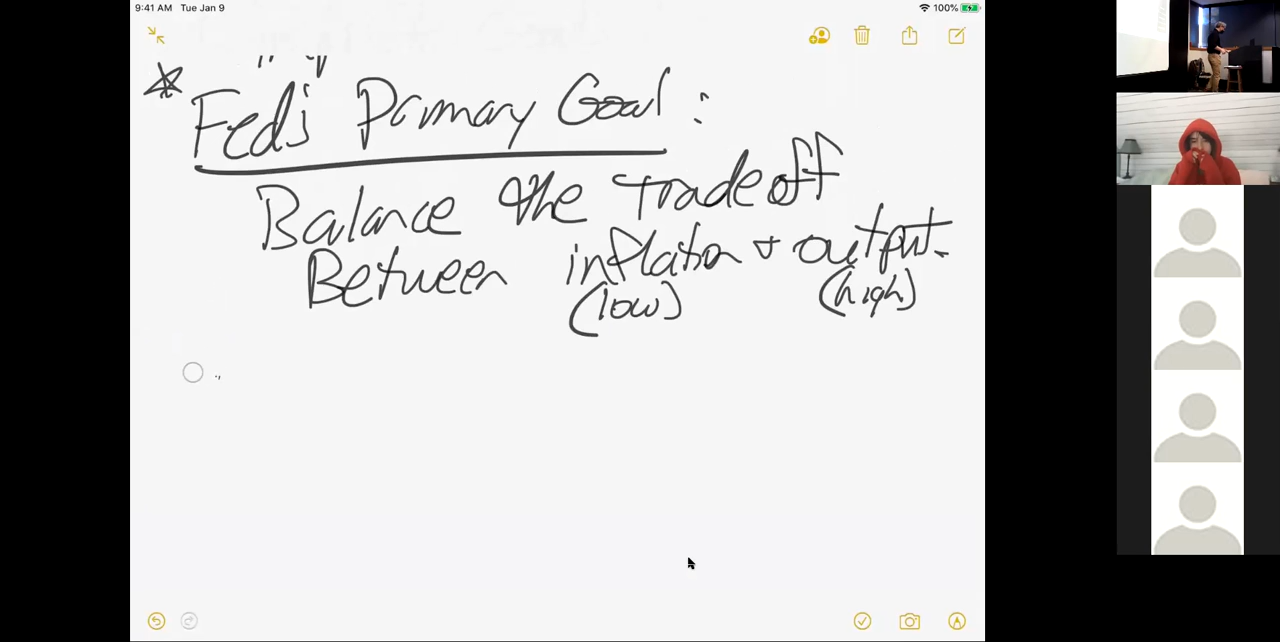 9:41 AM Tue Jan 9
100%
Fed's Primary Goal:
Balance the tradeoff
Between inflation + output.
(low) (high)